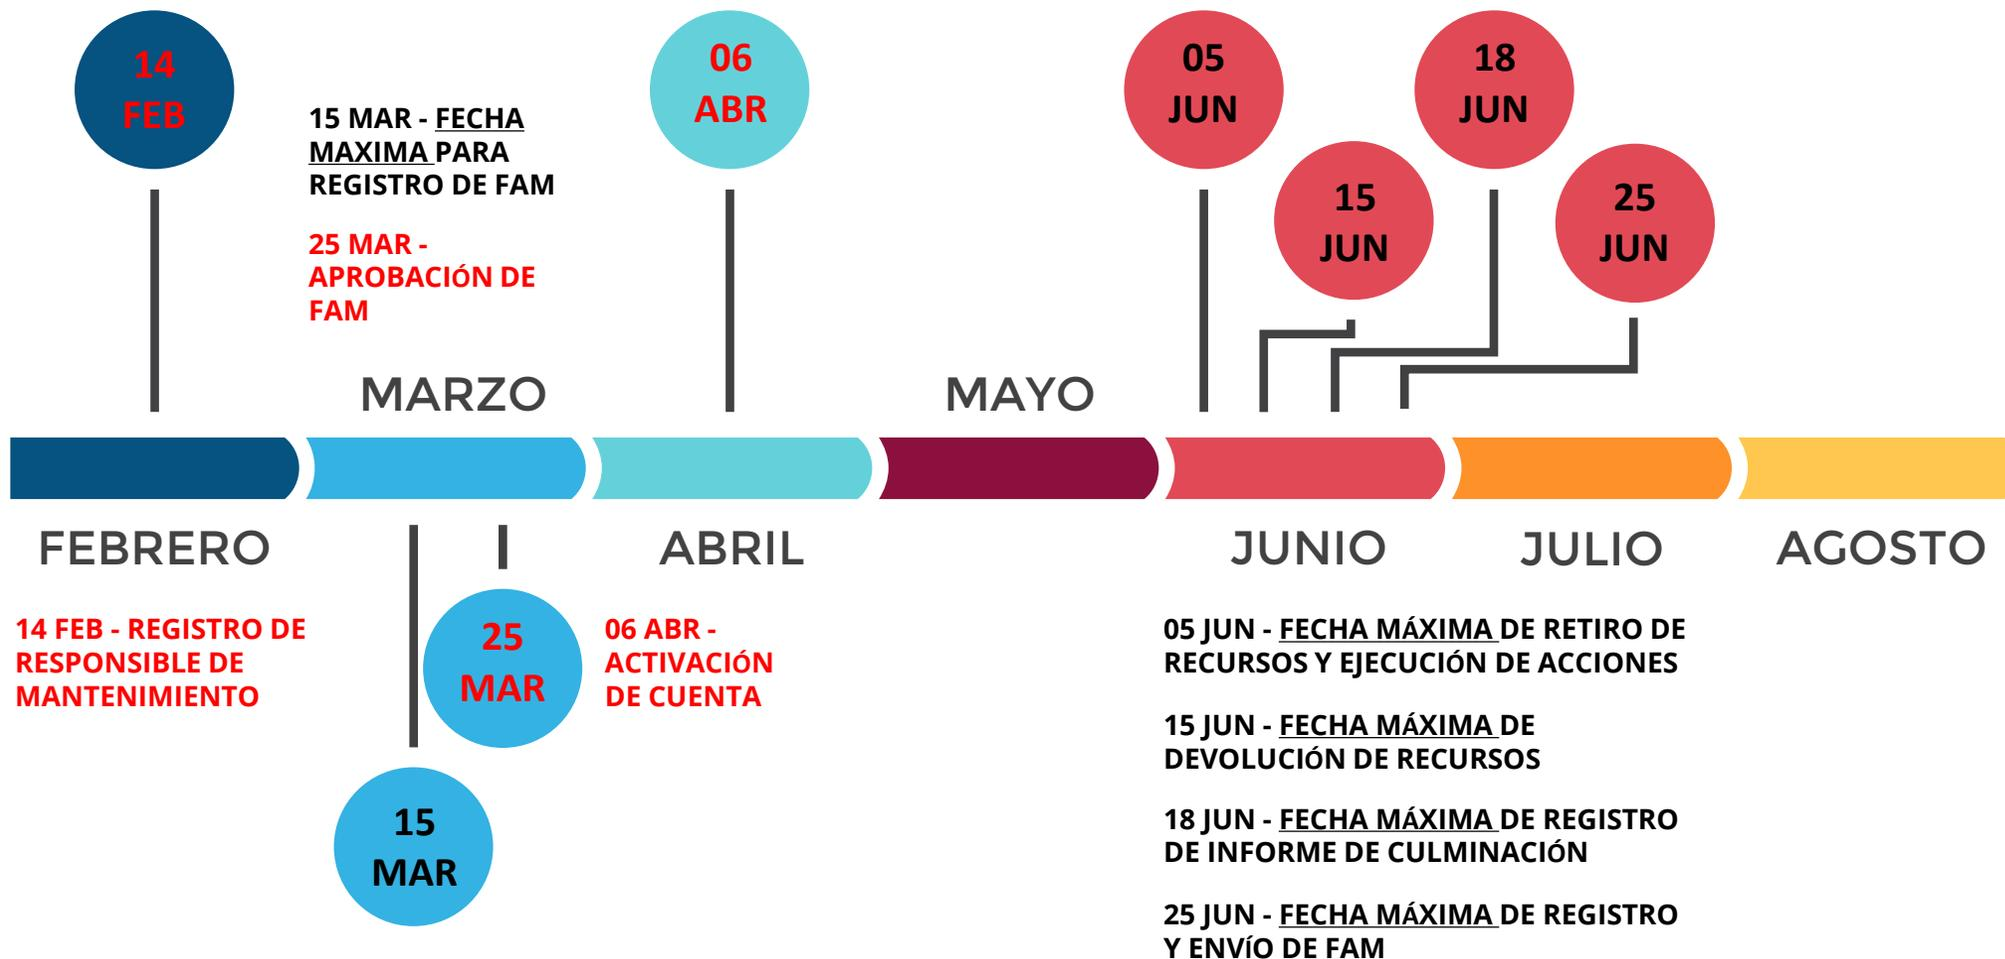 14
FEB
15 MAR - FECHA
MAXIMA PARA
REGISTRO DE FAM
25 MAR -
APROBACIÓN DE
FAM
06
ABR
05
JUN
18
JUN
15
JUN
25
JUN
MARZO
MAYO
FEBRERO
ABRIL
JUNIO
JULIO
AGOSTO
14 FEB - REGISTRO DE
RESPONSIBLE DE
MANTENIMIENTO
25
MAR
15
MAR
06 ABR -
ACTIVACIÓN
DE CUENTA
05 JUN - FECHA MÁXIMA DE RETIRO DE
RECURSOS Y EJECUCIÓN DE ACCIONES
15 JUN - FECHA MÁXIMA DE
DEVOLUCIÓN DE RECURSOS
18 JUN - FECHA MÁXIMA DE REGISTRO
DE INFORME DE CULMINACIÓN
25 JUN - FECHA MÁXIMA DE REGISTRO
Y ENVÍO DE FAM